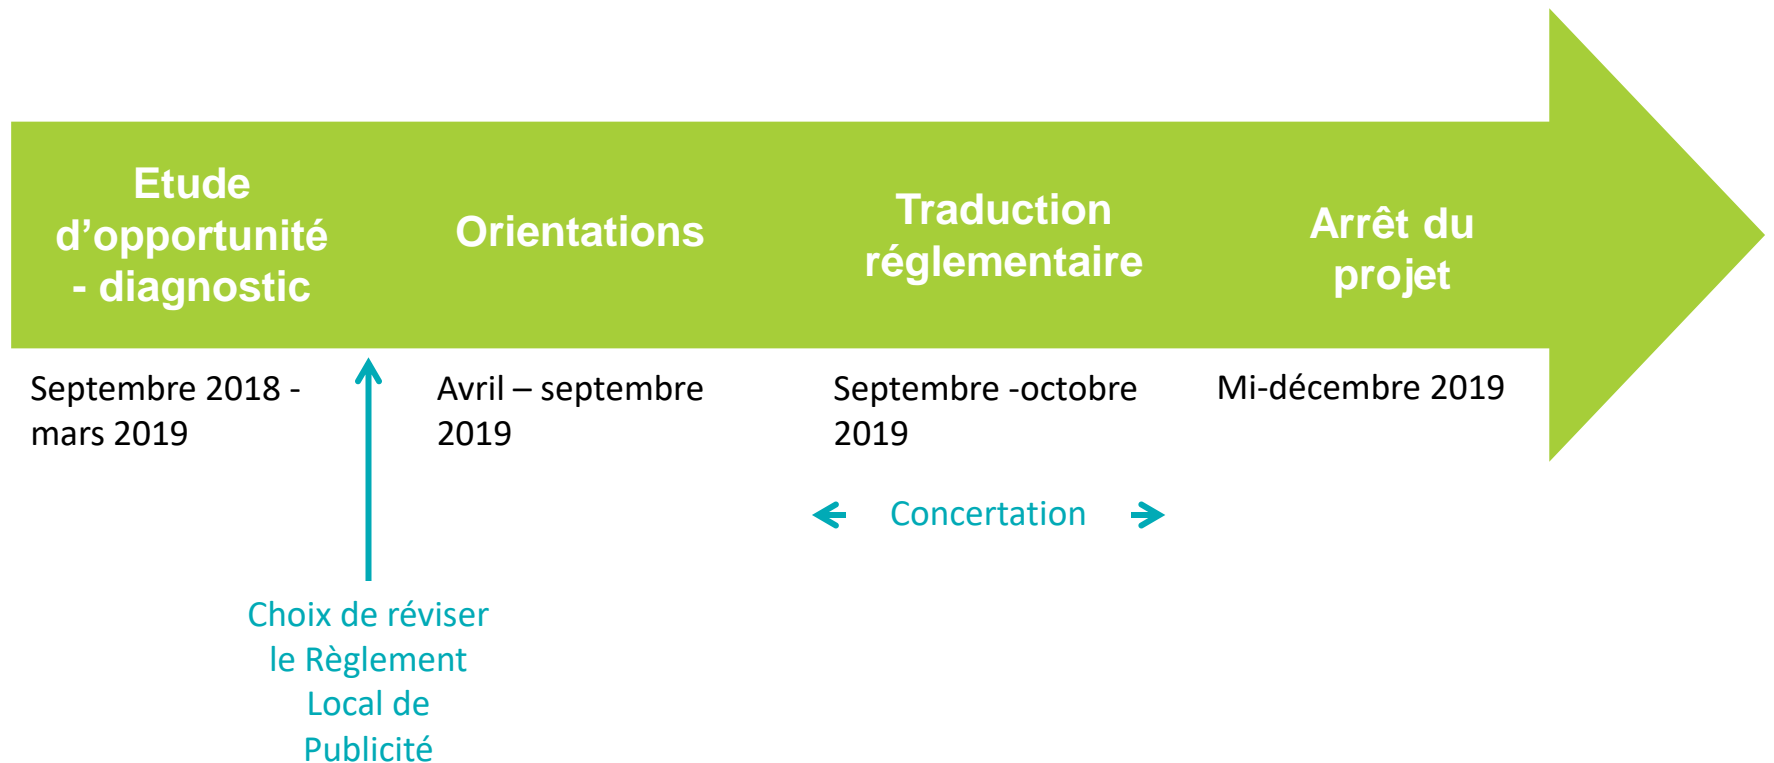 Etude
d’opportunité
- diagnostic
Orientations
Traduction
réglementaire
Arrêt du
projet
Septembre 2018 -
mars 2019
Avril – septembre
2019
Septembre -octobre
2019
Mi-décembre 2019
Concertation
Choix de réviser
le Règlement
Local de
Publicité